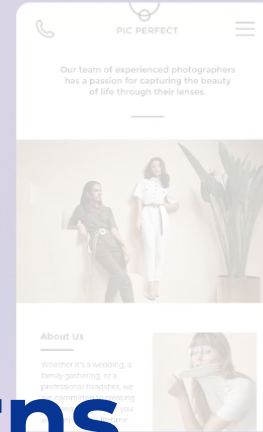 PIC PERFECT
Our team of experienced photographers
has a passion for capturing the beauty
of life through their lenses.
About Us
Whether it's a wedding, a
family gathering, or a
professional headshot, we